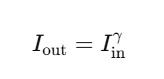 I_out = I_in^γ